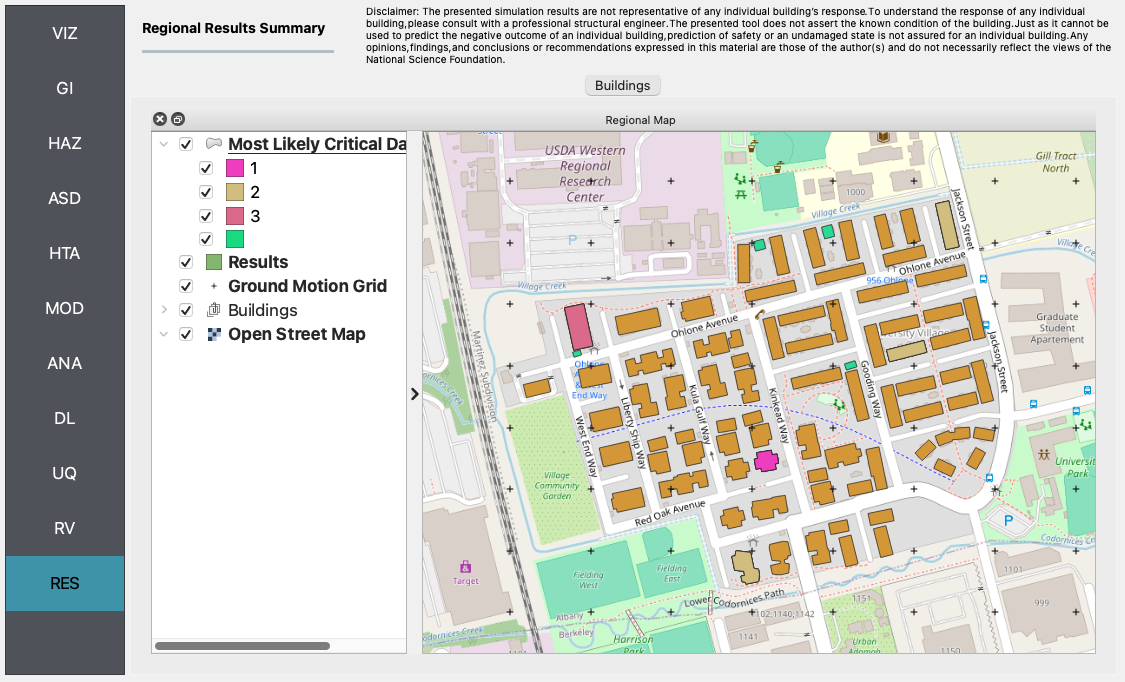 VIZ
GI
HAZ
ASD
HTA
MOD
ANA
DL
UQ
RV
RES
Regional Results Summary
Disclaimer: The presented simulation results are not representative of any individual building's response.To understand the response of any individual
building,please consult with a professional structural engineer.The presented tool does not assert the known condition of the building.Just as it cannot be
used to predict the negative outcome of an individual building,prediction of safety or an undamaged state is not assured for an individual building.Any
opinions,findings,and conclusions or recommendations expressed in this material are those of the author(s) and do not necessarily reflect the views of the
National Science Foundation.
Buildings
Regional Map
Most Likely Critical Da
1
2
3
Results
Ground Motion Grid
Buildings
Open Street Map
USDA Western
Regional
Research
Center
P
Village Creek
1000
Village Creek
Gill Tract
North
Jackson Street
Ohlone Avenue
956 Ohlone
Ohlone Avenue
Graduate
Student
Apartement
Jackson Street
Martinez Subdivision
End Way
West End Way
Liberty Ship Way
Kula Gulf Way
Kinkead Way
Gooding Way
Village
Community
Garden
Red Oak Avenue
Fielding
West
Fielding
East
Target
Universit
Park
P
Codornices Cr
Lower Codornices Path
Albany
Berkeley
Harrison
Park
1102,1140,1142
1141
1151
Urban
Adamah
1150
1101
999